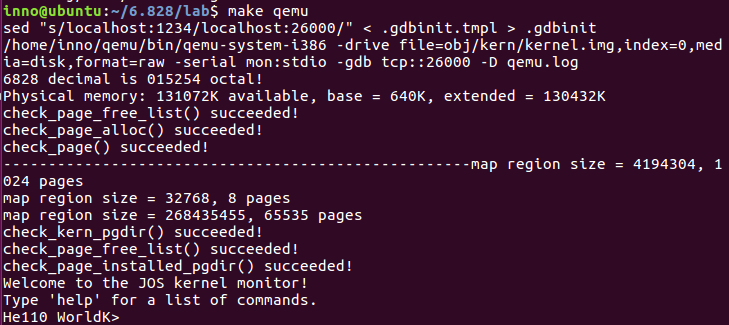 inno@ubuntu:~/6.828/lab$ make qemu
sed "s/localhost:1234/localhost:26000/" < .gdbinit.tmpl > .gdbinit
/home/inno/qemu/bin/qemu-system-i386 -drive file=obj/kern/kernel.img,index=0,med
ia=disk,format=raw -serial mon:stdio -gdb tcp::26000 -D qemu.log
6828 decimal is 015254 octal!
Physical memory: 131072K available, base = 640K, extended = 130432K
check_page_free_list() succeeded!
check_page_alloc() succeeded!
check_page() succeeded!
----------------------------------------------------map region size = 4194304, 1
024 pages
map region size = 32768, 8 pages
map region size = 268435455, 65535 pages
check_kern_pgdir() succeeded!
check_page_free_list() succeeded!
check_page_installed_pgdir() succeeded!
Welcome to the JOS kernel monitor!
Type 'help' for a list of commands.
He110 WorldK>